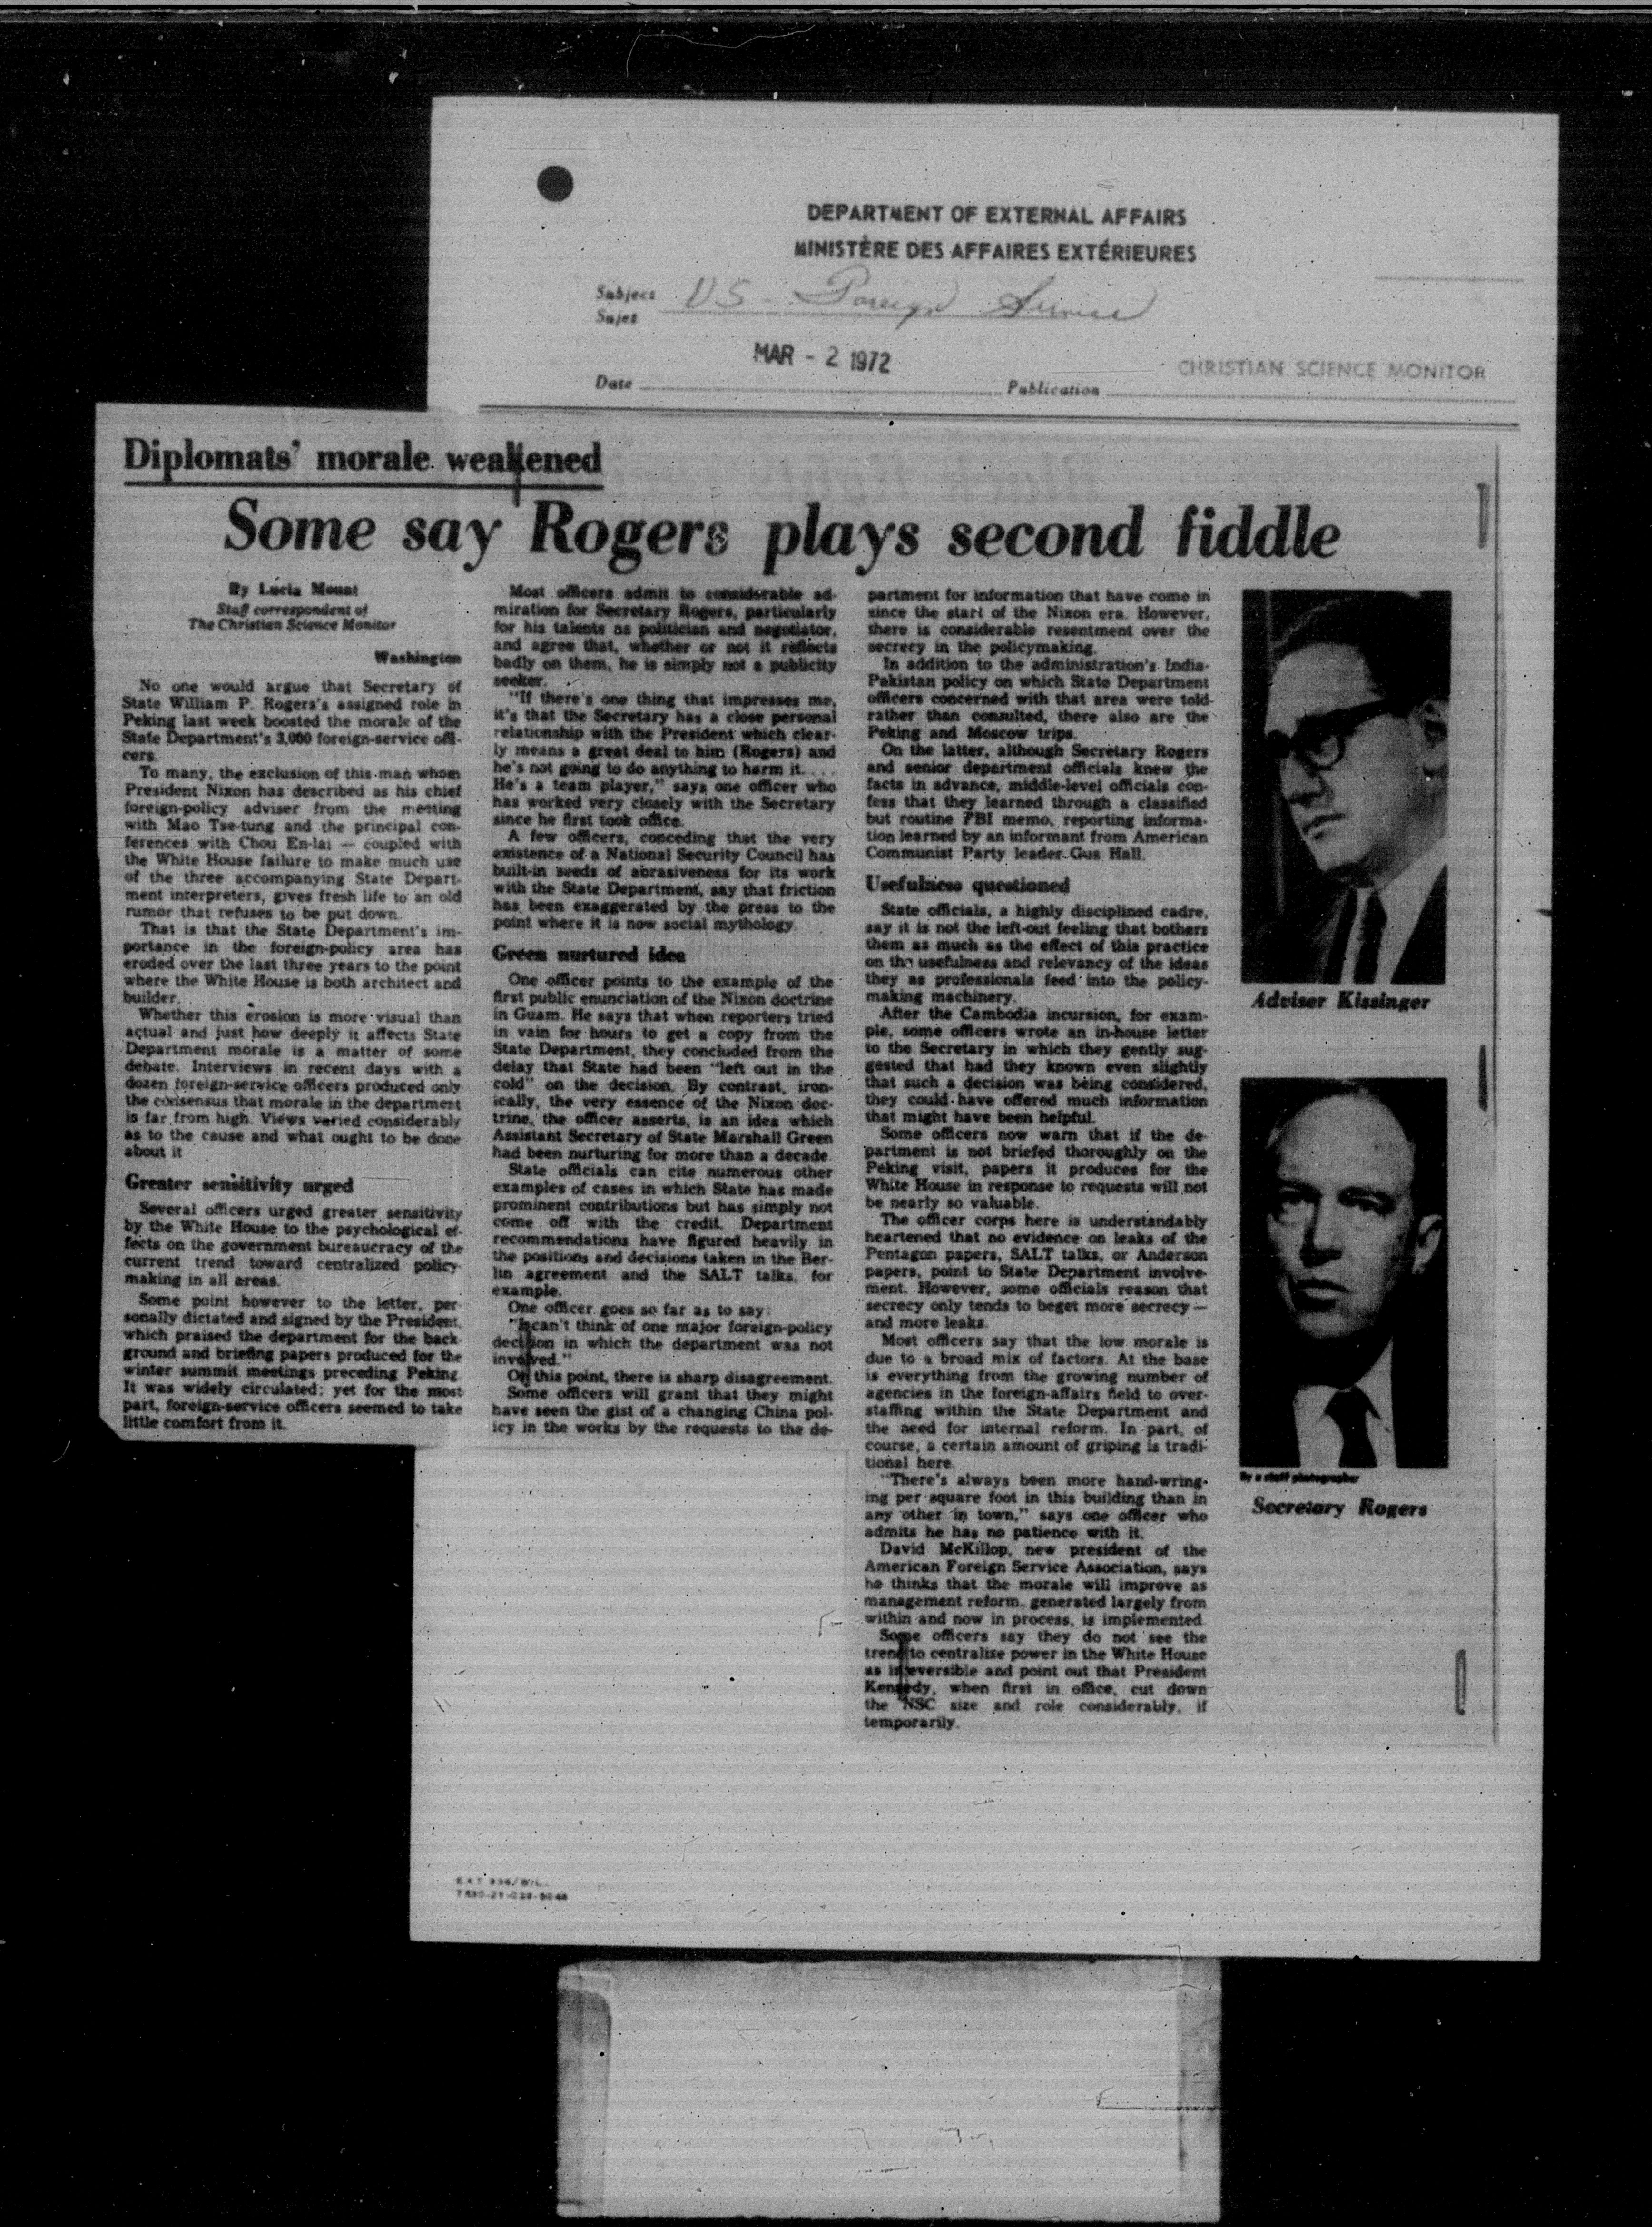 DEPARTMENT OF EXTERNAL AFFAIRS
MINISTÈRE DES AFFAIRES EXTÉRIEURES
Subject
Sujet
US - Foreign Service
MAR - 2 1972
CHRISTIAN SCIENCE MONITOR
Date
Publication
Diplomats' morale weakened
Some say Rogers plays second fiddle
By Lucia Mouat
Staff correspondent of
The Christian Science Monitor
Washington
No one would argue that Secretary of
State William P. Rogers's assigned role in
Peking last week boosted the morale of the
State Department's 3,000 foreign-service offi-
cers.
To many, the exclusion of this man whom
President Nixon has described as his chief
foreign-policy adviser from the meeting
with Mao Tse-tung and the principal con-
ferences with Chou En-lai — coupled with
the White House failure to make much use
of the three accompanying State Depart-
ment interpreters, gives fresh life to an old
rumor that refuses to be put down.
That is that the State Department's im-
portance in the foreign-policy area has
eroded over the last three years to the point
where the White House is both architect and
builder.
Whether this erosion is more visual than
actual and just how deeply it affects State
Department morale is a matter of some
debate. Interviews in recent days with a
dozen foreign-service officers produced only
the consensus that morale in the department
is far from high. Views varied considerably
as to the cause and what ought to be done
about it
Greater sensitivity urged
Several officers urged greater sensitivity
by the White House to the psychological ef-
fects on the government bureaucracy of the
current trend toward centralized policy-
making in all areas.
Some point however to the letter, per-
sonally dictated and signed by the President,
which praised the department for the back-
ground and briefing papers produced for the
winter summit meetings preceding Peking.
It was widely circulated; yet for the most
part, foreign-service officers seemed to take
little comfort from it.
Most officers admit to considerable ad-
miration for Secretary Rogers, particularly
for his talents as politician and negotiator,
and agree that, whether or not it reflects
badly on them, he is simply not a publicity
seeker.
"If there's one thing that impresses me,
it's that the Secretary has a close personal
relationship with the President which clear-
ly means a great deal to him (Rogers) and
he's not going to do anything to harm it. . . .
He's a team player," says one officer who
has worked very closely with the Secretary
since he first took office.
A few officers, conceding that the very
existence of a National Security Council has
built-in seeds of abrasiveness for its work
with the State Department, say that friction
has been exaggerated by the press to the
point where it is now social mythology.
Green nurtured idea
One officer points to the example of the
first public enunciation of the Nixon doctrine
in Guam. He says that when reporters tried
in vain for hours to get a copy from the
State Department, they concluded from the
delay that State had been "left out in the
cold" on the decision. By contrast, iron-
ically, the very essence of the Nixon doc-
trine, the officer asserts, is an idea which
Assistant Secretary of State Marshall Green
had been nurturing for more than a decade.
State officials can cite numerous other
examples of cases in which State has made
prominent contributions but has simply not
come off with the credit. Department
recommendations have figured heavily in
the positions and decisions taken in the Ber-
lin agreement and the SALT talks, for
example.
One officer goes so far as to say:
"I can't think of one major foreign-policy
decision in which the department was not
involved."
On this point, there is sharp disagreement.
Some officers will grant that they might
have seen the gist of a changing China pol-
icy in the works by the requests to the de-
partment for information that have come in
since the start of the Nixon era. However,
there is considerable resentment over the
secrecy in the policymaking.
In addition to the administration's India-
Pakistan policy on which State Department
officers concerned with that area were told
rather than consulted, there also are the
Peking and Moscow trips.
On the latter, although Secretary Rogers
and senior department officials knew the
facts in advance, middle-level officials con-
fess that they learned through a classified
but routine FBI memo, reporting informa-
tion learned by an informant from American
Communist Party leader Gus Hall.
Usefulness questioned
State officials, a highly disciplined cadre,
say it is not the left-out feeling that bothers
them as much as the effect of this practice
on the usefulness and relevancy of the ideas
they as professionals feed into the policy-
making machinery.
After the Cambodia incursion, for exam-
ple, some officers wrote an in-house letter
to the Secretary in which they gently sug-
gested that had they known even slightly
that such a decision was being considered,
they could have offered much information
that might have been helpful.
Some officers now warn that if the de-
partment is not briefed thoroughly on the
Peking visit, papers it produces for the
White House in response to requests will not
be nearly so valuable.
The officer corps here is understandably
heartened that no evidence on leaks of the
Pentagon papers, SALT talks, or Anderson
papers, point to State Department involve-
ment. However, some officials reason that
secrecy only tends to beget more secrecy —
and more leaks.
Most officers say that the low morale is
due to a broad mix of factors. At the base
is everything from the growing number of
agencies in the foreign-affairs field to over-
staffing within the State Department and
the need for internal reform. In part, of
course, a certain amount of griping is tradi-
tional here.
"There's always been more hand-wring-
ing per square foot in this building than in
any other in town," says one officer who
admits he has no patience with it.
David McKillop, new president of the
American Foreign Service Association, says
he thinks that the morale will improve as
management reform, generated largely from
within and now in process, is implemented.
Some officers say they do not see the
trend to centralize power in the White House
as irreversible and point out that President
Kennedy, when first in office, cut down
the NSC size and role considerably, if
temporarily.
Adviser Kissinger
By a staff photographer
Secretary Rogers